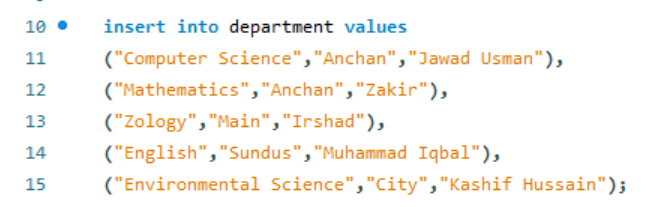 10 insert into department values
11 ("Computer Science","Anchan","Jawad Usman"),
12 ("Mathematics","Anchan","Zakir"),
13 ("Zology","Main","Irshad"),
14 ("English","Sundus","Muhammad Iqbal"),
15 ("Environmental Science","City","Kashif Hussain");